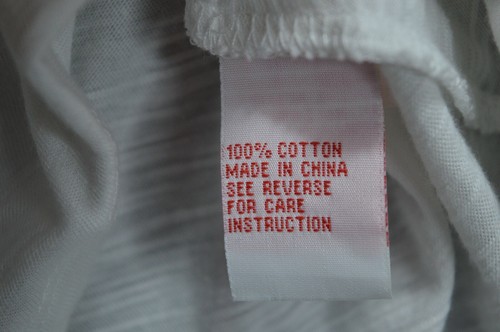 100% COTTON
MADE IN CHINA
SEE REVERSE
FOR CARE
INSTRUCTION